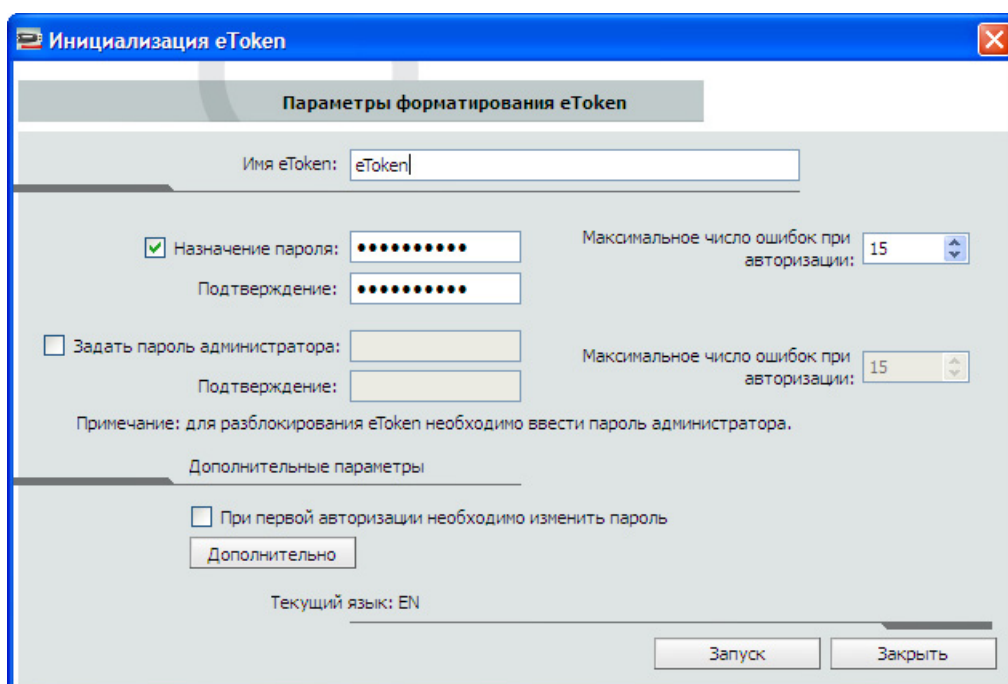 Инициализация eToken
Параметры форматирования eToken
Имя eToken: eToken
Назначение пароля: ●●●●●●●●●●
Максимальное число ошибок при авторизации: 15
Подтверждение: ●●●●●●●●●●
Задать пароль администратора:
Максимальное число ошибок при авторизации: 15
Подтверждение:
Примечание: для разблокирования eToken необходимо ввести пароль администратора.
Дополнительные параметры
При первой авторизации необходимо изменить пароль
Дополнительно
Текущий язык: EN
Запуск Закрыть